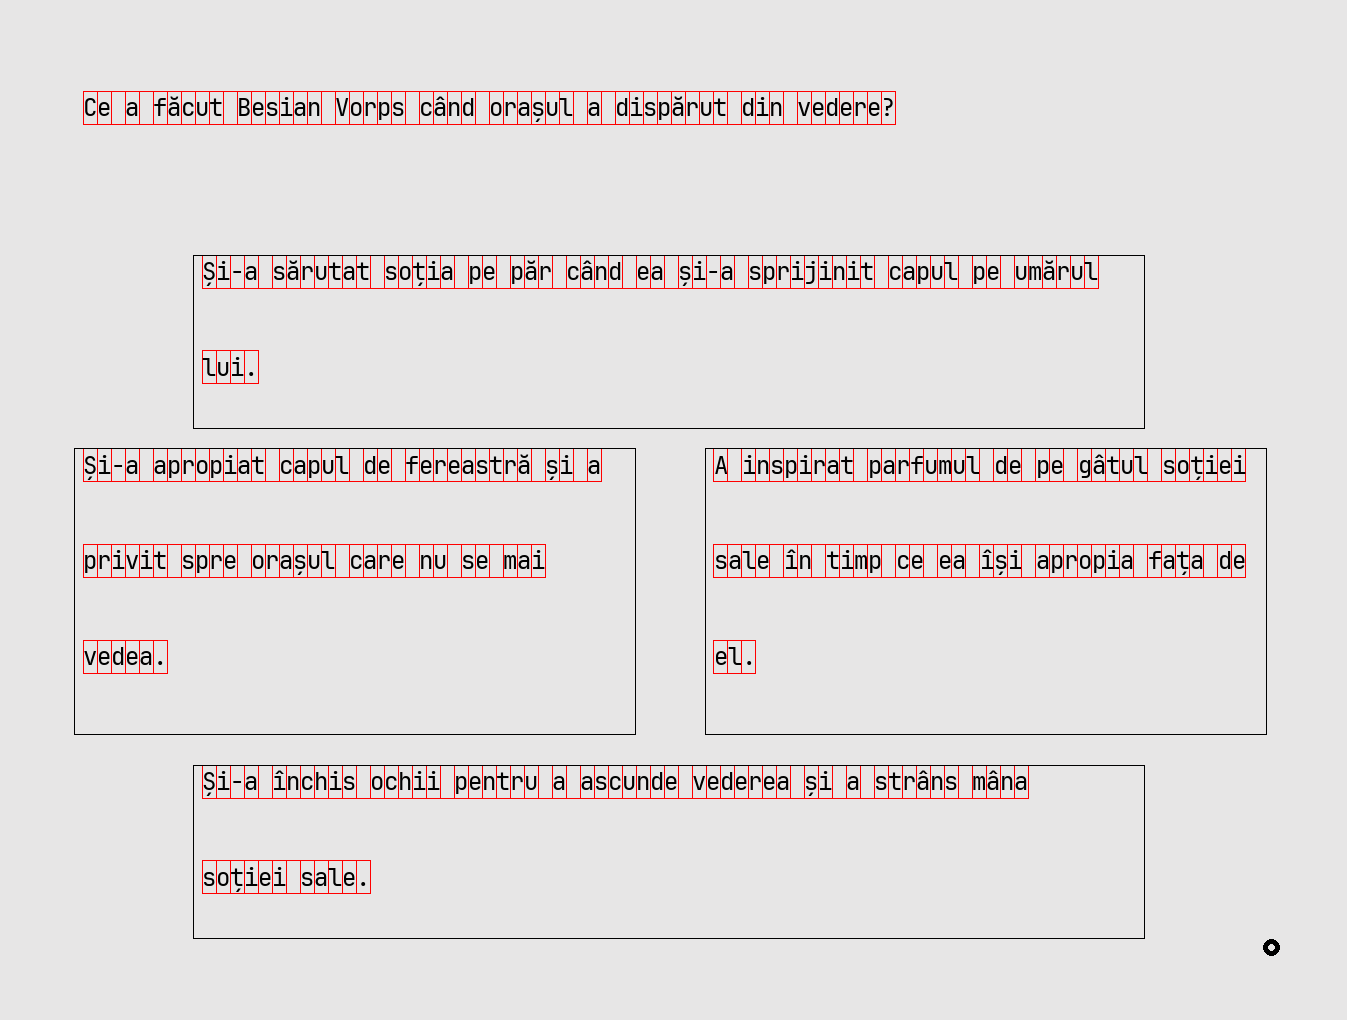 Ce a făcut Besian Vorps când orașul a dispărut din vedere?
Și-a sărutat soția pe păr când ea și-a sprijinit capul pe umărul
lui.
Și-a apropiat capul de fereastră și a
privit spre orașul care nu se mai
vedea.
A inspirat parfumul de pe gâtul soției
sale în timp ce ea își apropia fața de
el.
Și-a închis ochii pentru a ascunde vederea și a strâns mâna
soției sale.